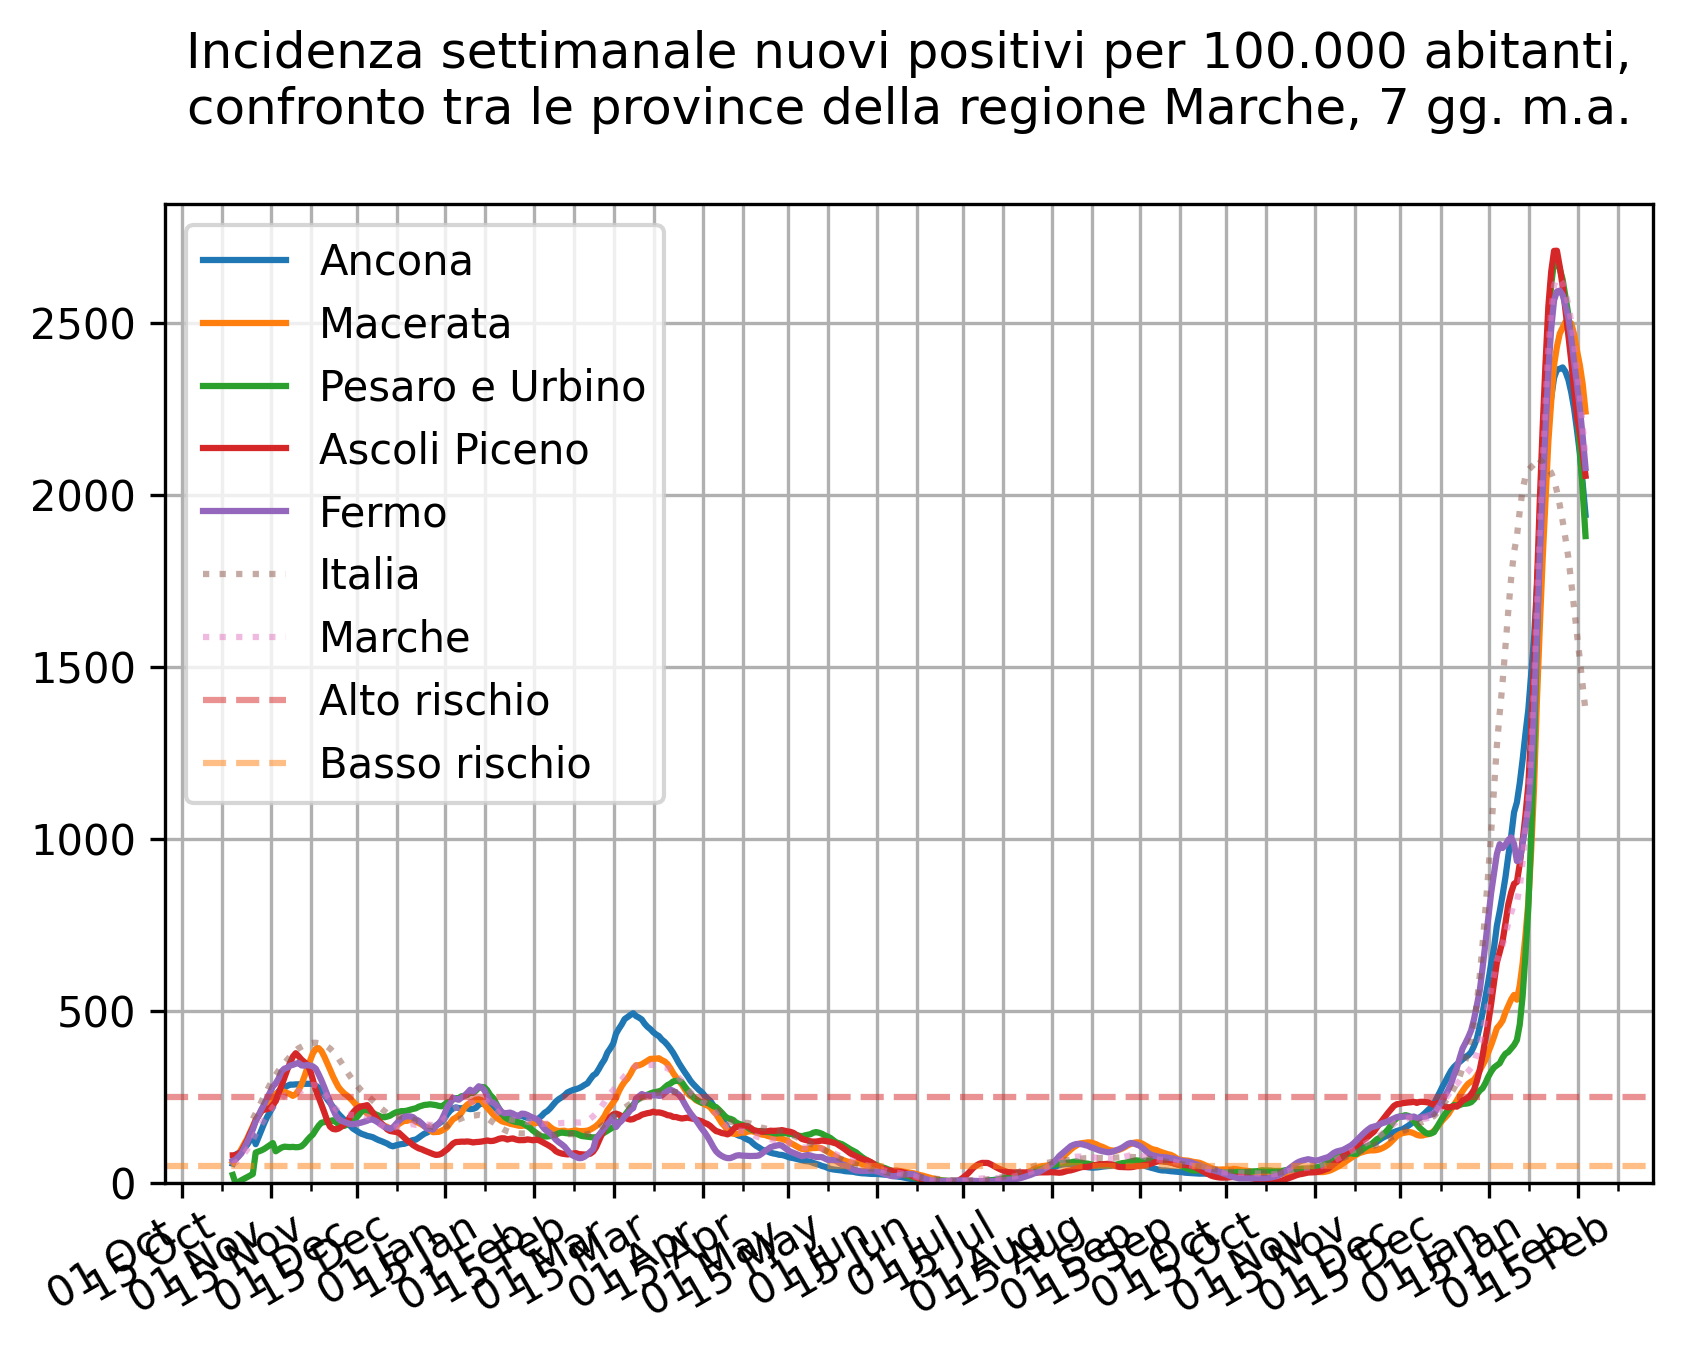 Incidenza settimanale nuovi positivi per 100.000 abitanti,
confronto tra le province della regione Marche, 7 gg. m.a.
Ancona
Macerata
Pesaro e Urbino
Ascoli Piceno
Fermo
Italia
Marche
Alto rischio
Basso rischio
2500
2000
1500
1000
500
0
01 Oct
15 Oct
01 Nov
15 Nov
01 Dec
15 Dec
01 Jan
15 Jan
01 Feb
15 Feb
01 Mar
15 Mar
01 Apr
15 Apr
01 May
15 May
01 Jun
15 Jun
01 Jul
15 Jul
01 Aug
15 Aug
01 Sep
15 Sep
01 Oct
15 Oct
01 Nov
15 Nov
01 Dec
15 Dec
01 Jan
15 Jan
01 Feb
15 Feb